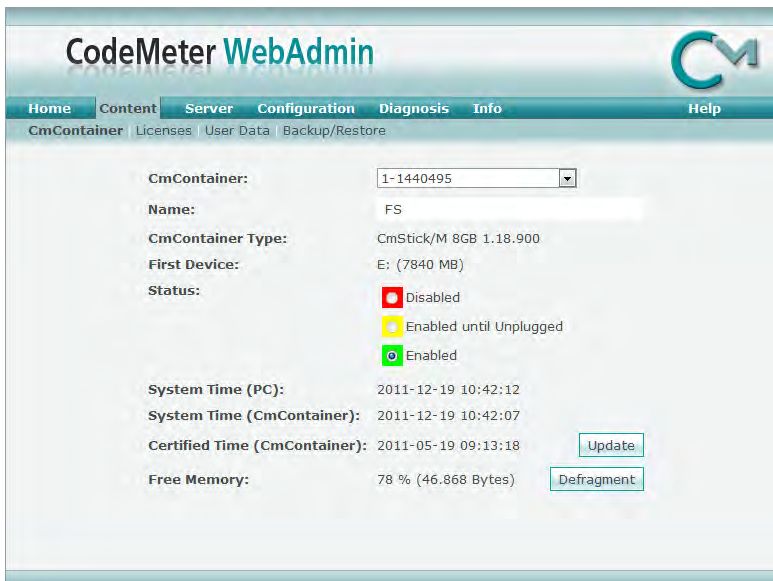 CodeMeter WebAdmin
CM
Home Content Server Configuration Diagnosis Info Help
CmContainer | Licenses | User Data | Backup/Restore
CmContainer: 1-1440495
Name: FS
CmContainer Type: CmStick/M 8GB 1.18.900
First Device: E: (7840 MB)
Status: Disabled
Enabled until Unplugged
Enabled
System Time (PC): 2011-12-19 10:42:12
System Time (CmContainer): 2011-12-19 10:42:07
Certified Time (CmContainer): 2011-05-19 09:13:18 Update
Free Memory: 78 % (46.868 Bytes) Defragment